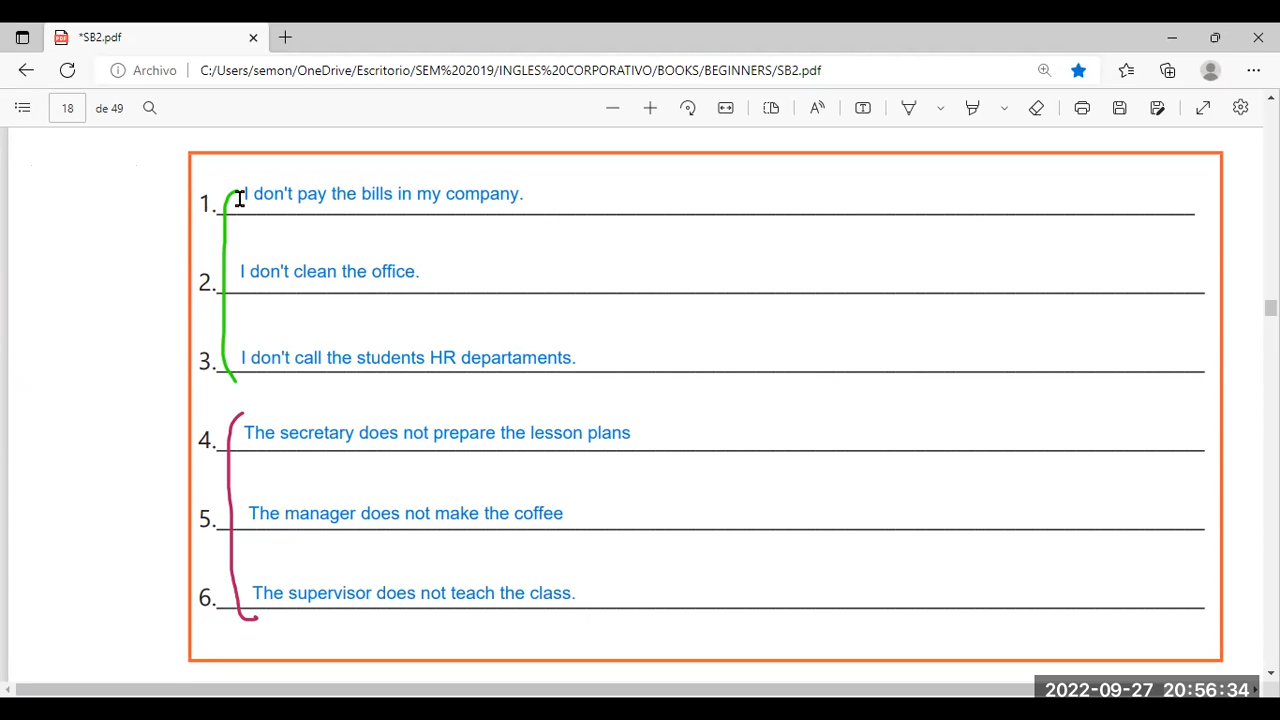 *SB2.pdf
Archivo
C:/Users/semon/OneDrive/Escritorio/SEM%202019/INGLES%20CORPORATIVO/BOOKS/BEGINNERS/SB2.pdf
18 de 49
1. I don't pay the bills in my company.
2. I don't clean the office.
3. I don't call the students HR departaments.
4. The secretary does not prepare the lesson plans
5. The manager does not make the coffee
6. The supervisor does not teach the class.
2022-09-27 20:56:34